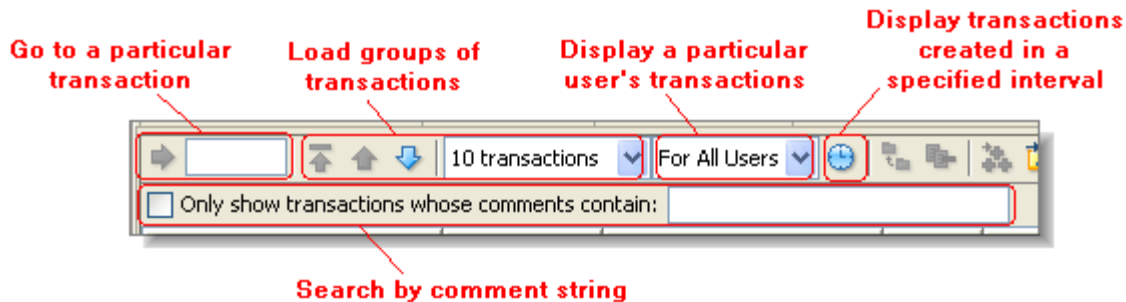 Go to a particular
transaction
Load groups of
transactions
Display a particular
user's transactions
Display transactions
created in a
specified interval
10 transactions
For All Users
Only show transactions whose comments contain:
Search by comment string